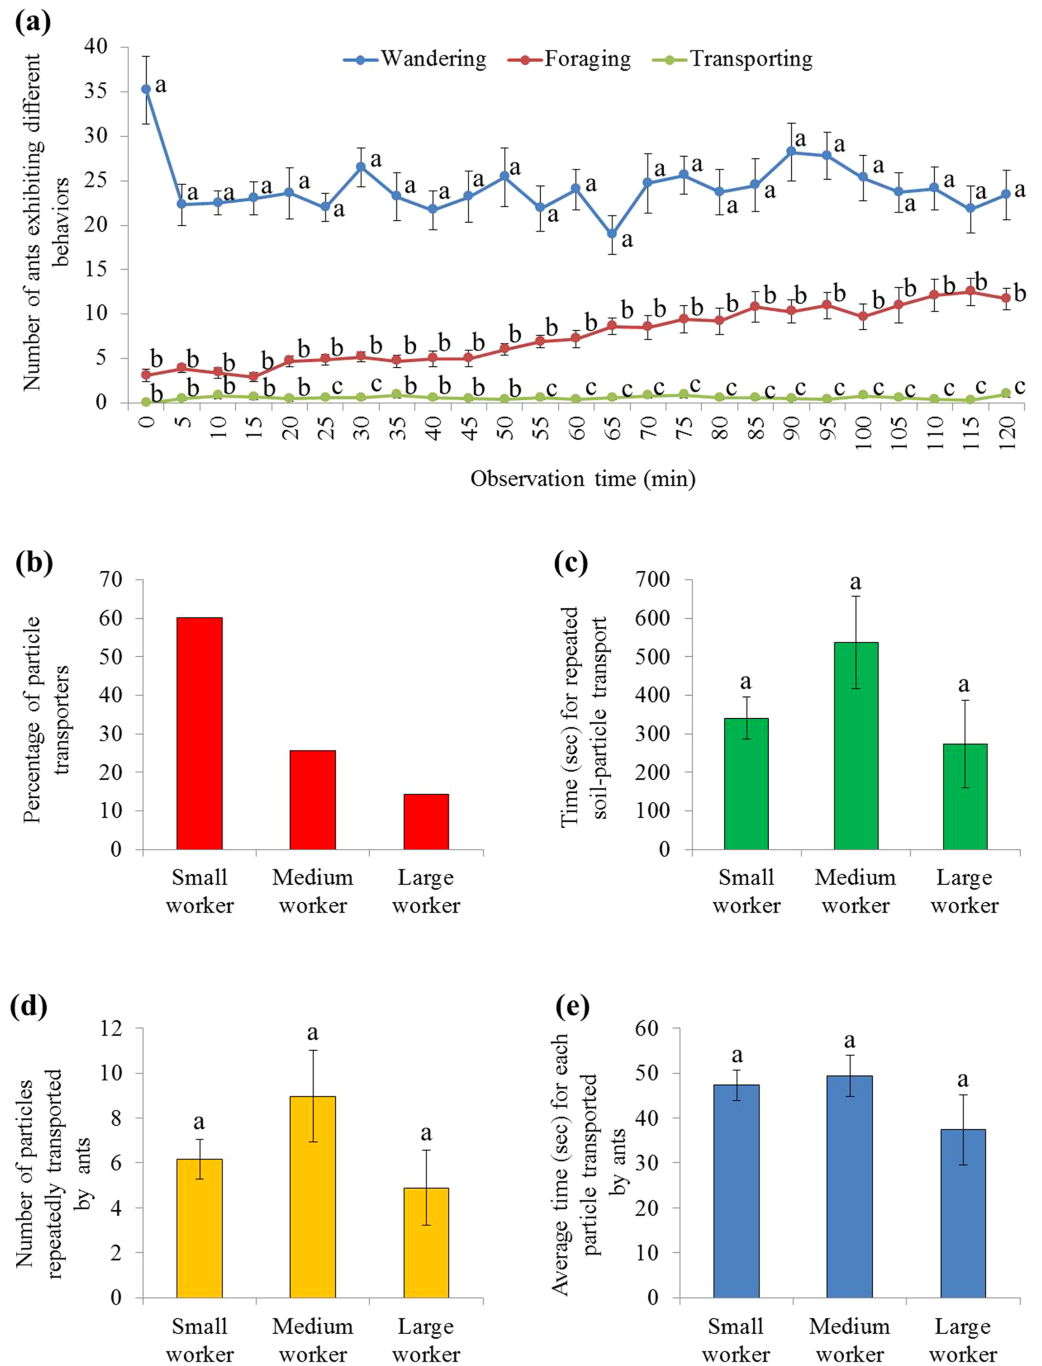 (a)
Number of ants exhibiting different
behaviors
40
35
30
25
20
15
10
5
0
Wandering Foraging Transporting
a a a a a a a a a a a a a a a a a a a a a a a a a
b b b b b b b b b b b b b b b b b b b b b b b b b
b b b b b c c b b b b c c c c c c c c c c c c c c
0 5 10 15 20 25 30 35 40 45 50 55 60 65 70 75 80 85 90 95 100 105 110 115 120
Observation time (min)
(b)
Percentage of particle
transporters
70
60
50
40
30
20
10
0
Small Medium Large
worker worker worker
(c)
Time (sec) for repeated
soil-particle transport
700
600
500
400
300
200
100
0
a a a
Small Medium Large
worker worker worker
(d)
Number of particles
repeatedly transported
by ants
12
10
8
6
4
2
0
a a a
Small Medium Large
worker worker worker
(e)
Average time (sec) for each
particle transported
by ants
60
50
40
30
20
10
0
a a a
Small Medium Large
worker worker worker